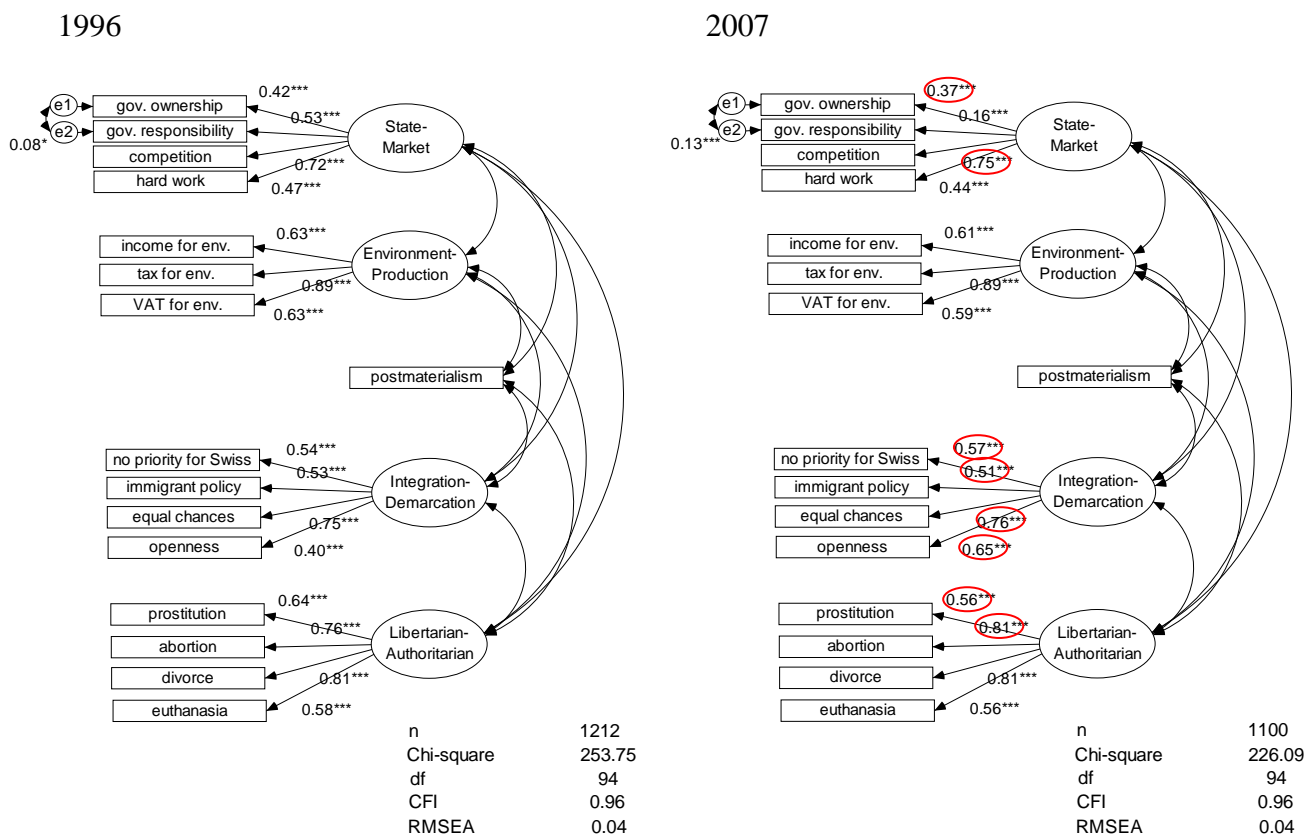 1996
0.42***
e1
gov. ownership
0.53***
e2
gov. responsibility
0.08*
competition
0.72***
hard work
0.47***
State-
Market
income for env.
0.63***
tax for env.
0.89***
VAT for env.
0.63***
Environment-
Production
postmaterialism
no priority for Swiss
0.54***
0.53***
immigrant policy
equal chances
0.75***
openness
0.40***
Integration-
Demarcation
prostitution
0.64***
0.76***
abortion
divorce
0.81***
euthanasia
0.58***
Libertarian-
Authoritarian
n 1212
Chi-square 253.75
df 94
CFI 0.96
RMSEA 0.04
2007
0.37***
e1
gov. ownership
0.16***
e2
gov. responsibility
0.13***
competition
0.75***
hard work
0.44***
State-
Market
income for env.
0.61***
tax for env.
0.89***
VAT for env.
0.59***
Environment-
Production
postmaterialism
no priority for Swiss
0.57***
0.51***
immigrant policy
equal chances
0.76***
openness
0.65***
Integration-
Demarcation
prostitution
0.56***
0.81***
abortion
divorce
0.81***
euthanasia
0.56***
Libertarian-
Authoritarian
n 1100
Chi-square 226.09
df 94
CFI 0.96
RMSEA 0.04